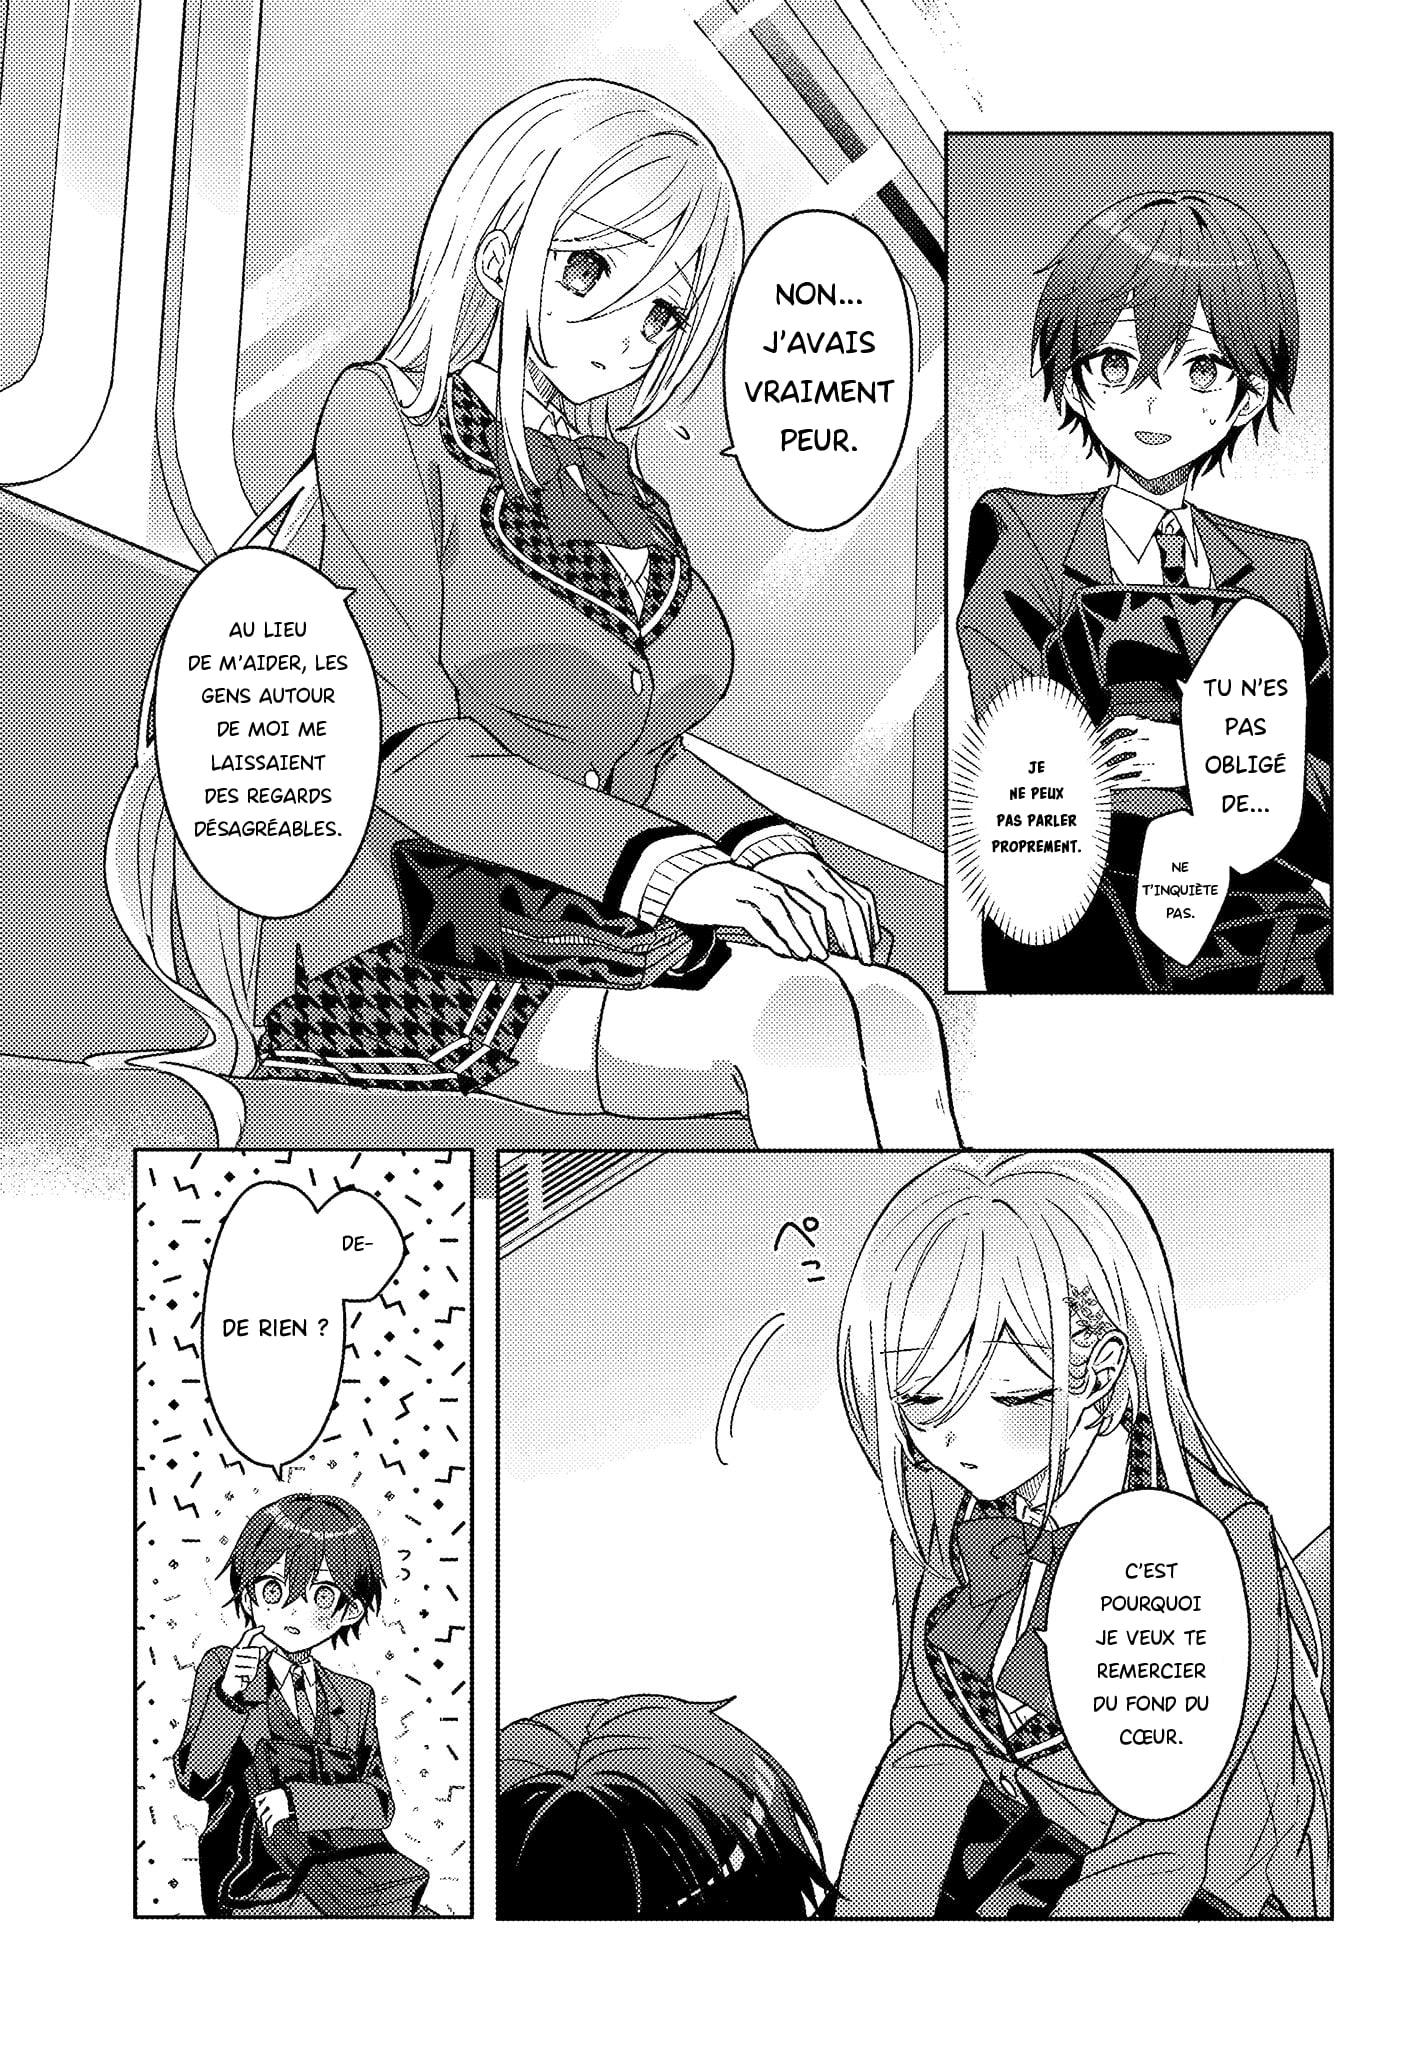 TU N'ES
PAS
OBLIGÉ
DE...
NE
T'INQUIÈTE
PAS.
JE
NE PEUX
PAS PARLER
PROPREMENT.
NON...
J'AVAIS
VRAIMENT
PEUR.
AU LIEU
DE M'AIDER, LES
GENS AUTOUR
DE MOI ME
LAISSAIENT
DES REGARDS
DÉSAGRÉABLES.
ペコ
C'EST
POURQUOI
JE VEUX TE
REMERCIER
DU FOND DU
CŒUR.
DE-
DE RIEN ?